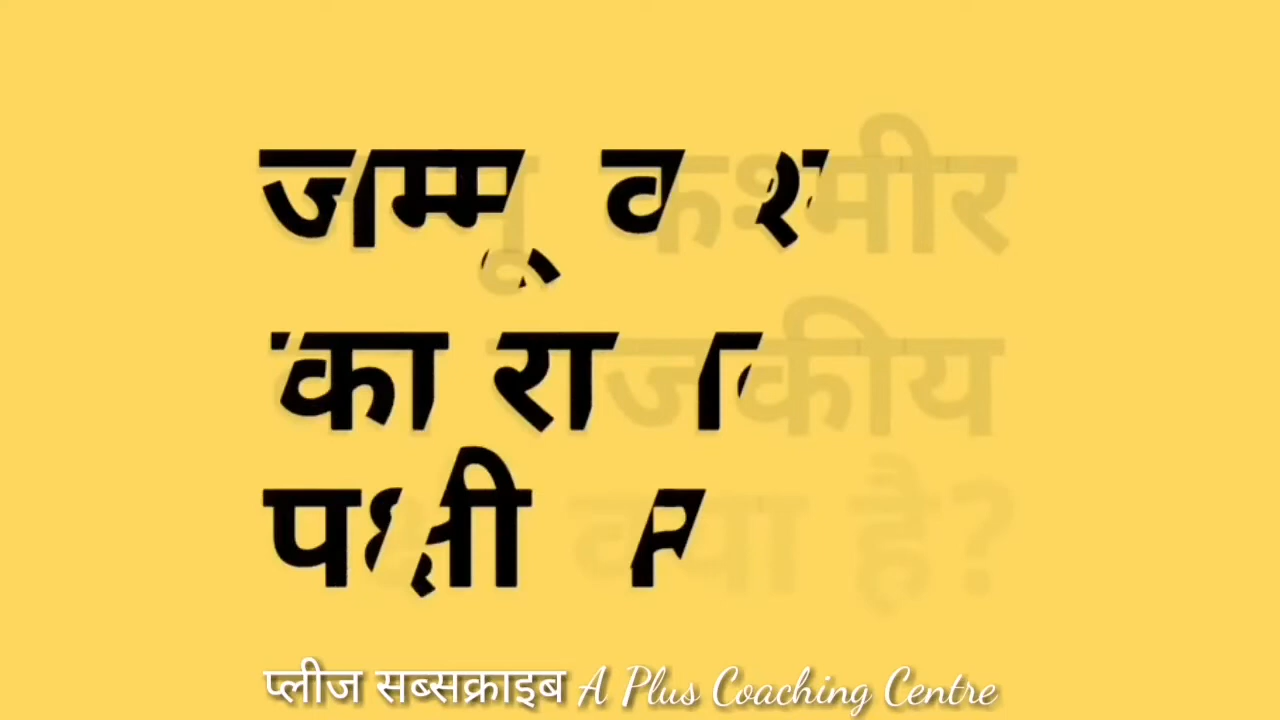 जम्मू कश्मीर
का राजकीय
पक्षी क्या है?
प्लीज सब्सक्राइब A Plus Coaching Centre